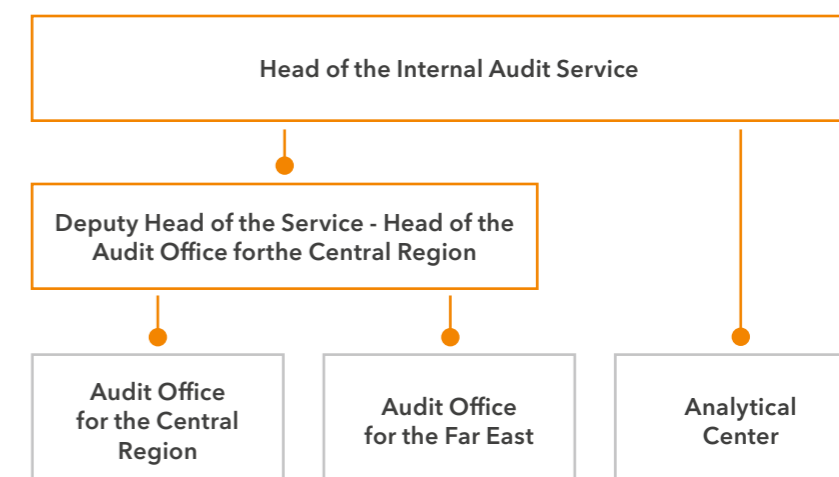 Head of the Internal Audit Service
Deputy Head of the Service - Head of the
Audit Office forthe Central Region
Audit Office
for the Central
Region
Audit Office
for the Far East
Analytical
Center